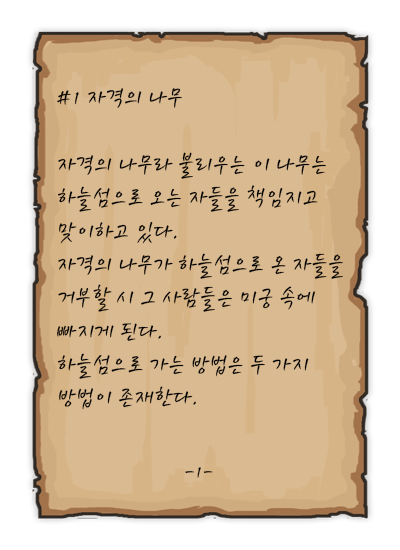 #1 자격의 나무
자격의 나무라 불리우는 이 나무는
하늘섬으로 오는 자들을 책임지고
맞이하고 있다.
자격의 나무가 하늘섬으로 온 자들을
거부할 시 그 사람들은 미궁 속에
빠지게 된다.
하늘섬으로 가는 방법은 두 가지
방법이 존재한다.
-1-